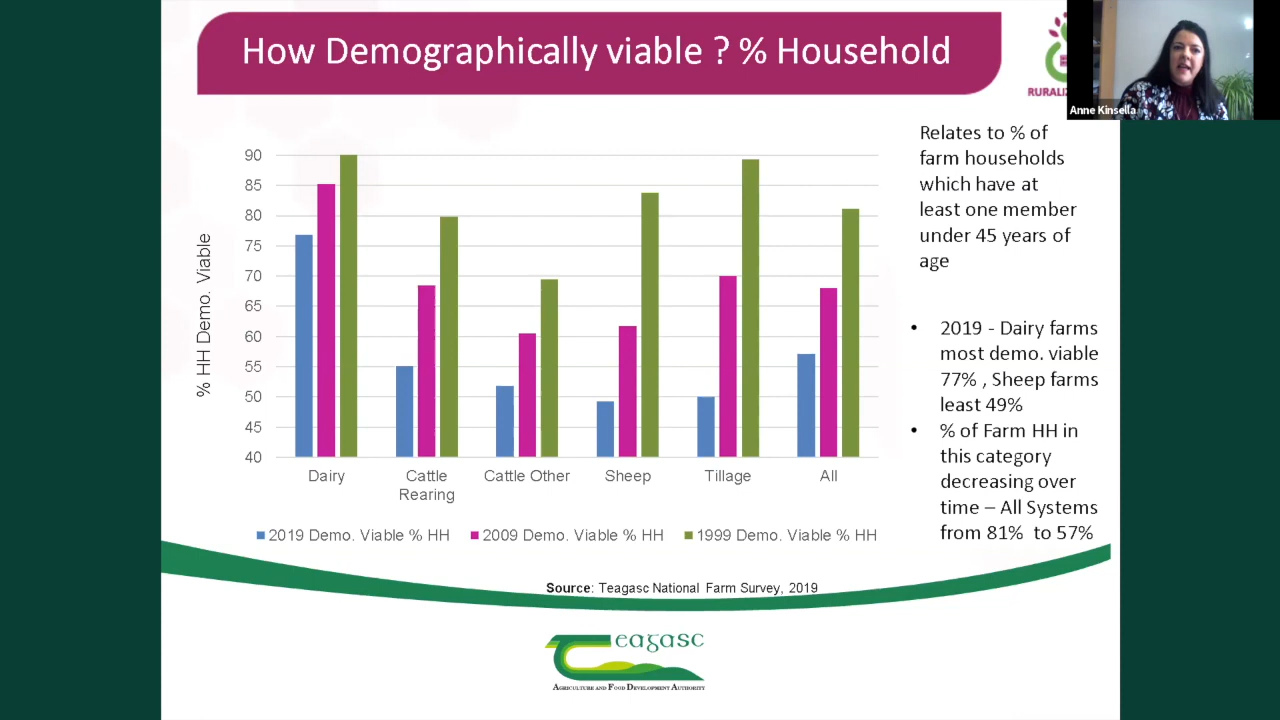 How Demographically viable ? % Household
RURALIZ
Anne Kinsella
Relates to % of
farm households
which have at
least one member
under 45 years of
age
• 2019 - Dairy farms
most demo. viable
77% , Sheep farms
least 49%
• % of Farm HH in
this category
decreasing over
time – All Systems
from 81% to 57%
% HH Demo. Viable
90
85
80
75
70
65
60
55
50
45
40
Dairy
Cattle
Rearing
Cattle Other
Sheep
Tillage
All
2019 Demo. Viable % HH
2009 Demo. Viable % HH
1999 Demo. Viable % HH
Source: Teagasc National Farm Survey, 2019
Teagasc
AGRICULTURE AND FOOD DEVELOPMENT AUTHORITY